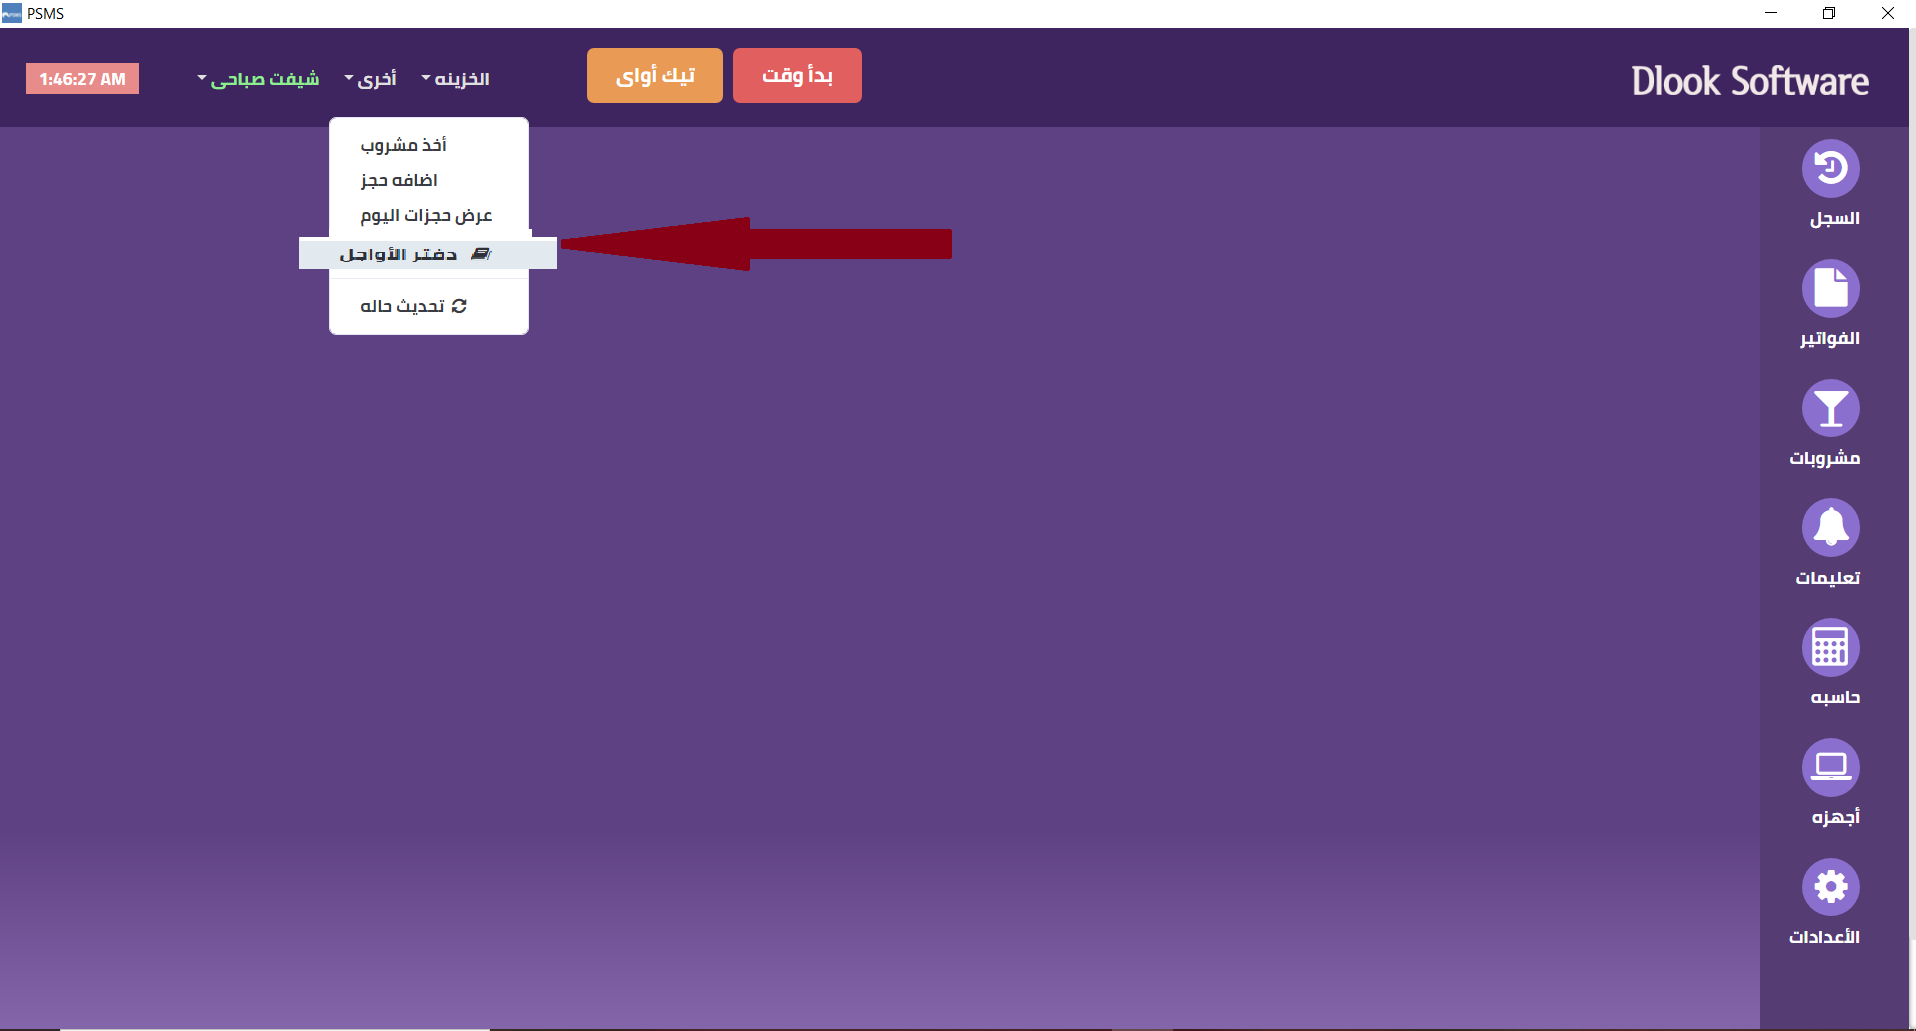 PSMS
Dlook Software
بدأ وقت
تيك أواى
الخزينه
أخرى
شيفت صباحى
1:46:27 AM
أخذ مشروب
اضافه حجز
عرض حجزات اليوم
دفتر الأواجل
تحديث حاله
السجل
الفواتير
مشروبات
تعليمات
حاسبه
أجهزه
الأعدادات